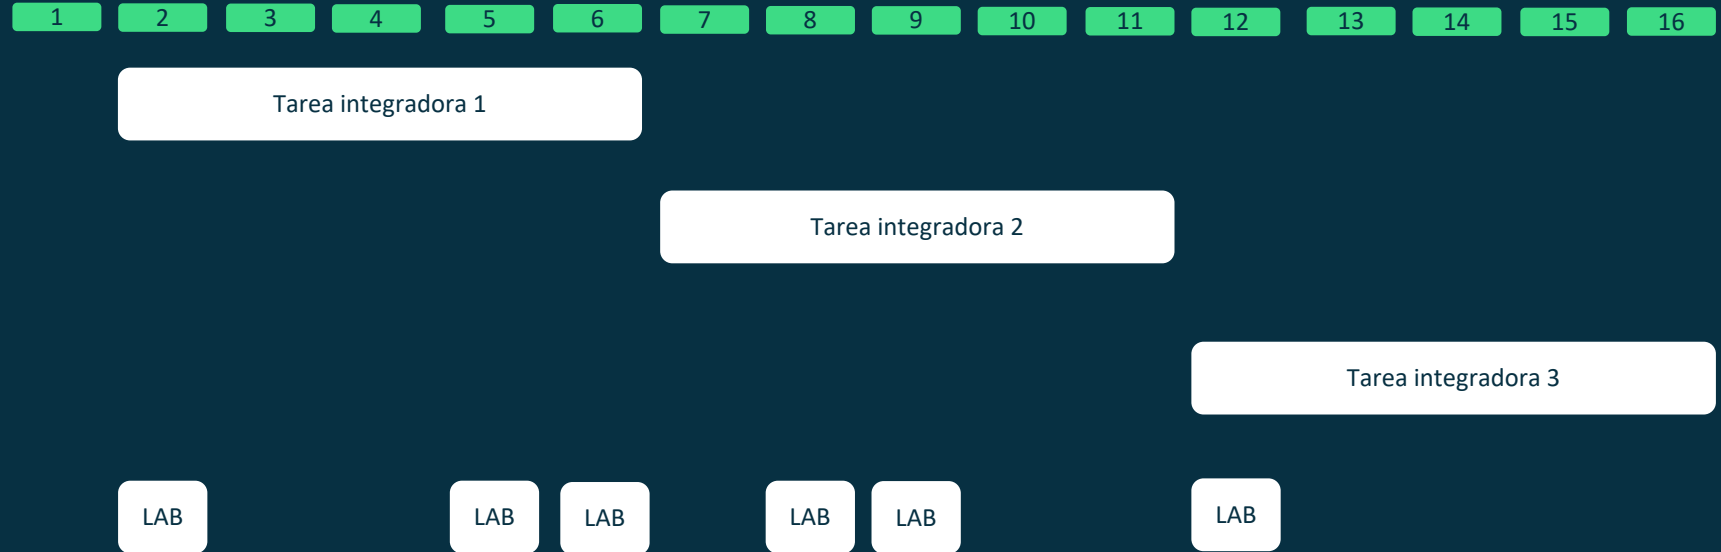 1 2 3 4 5 6 7 8 9 10 11 12 13 14 15 16
Tarea integradora 1
Tarea integradora 2
Tarea integradora 3
LAB LAB LAB LAB LAB LAB